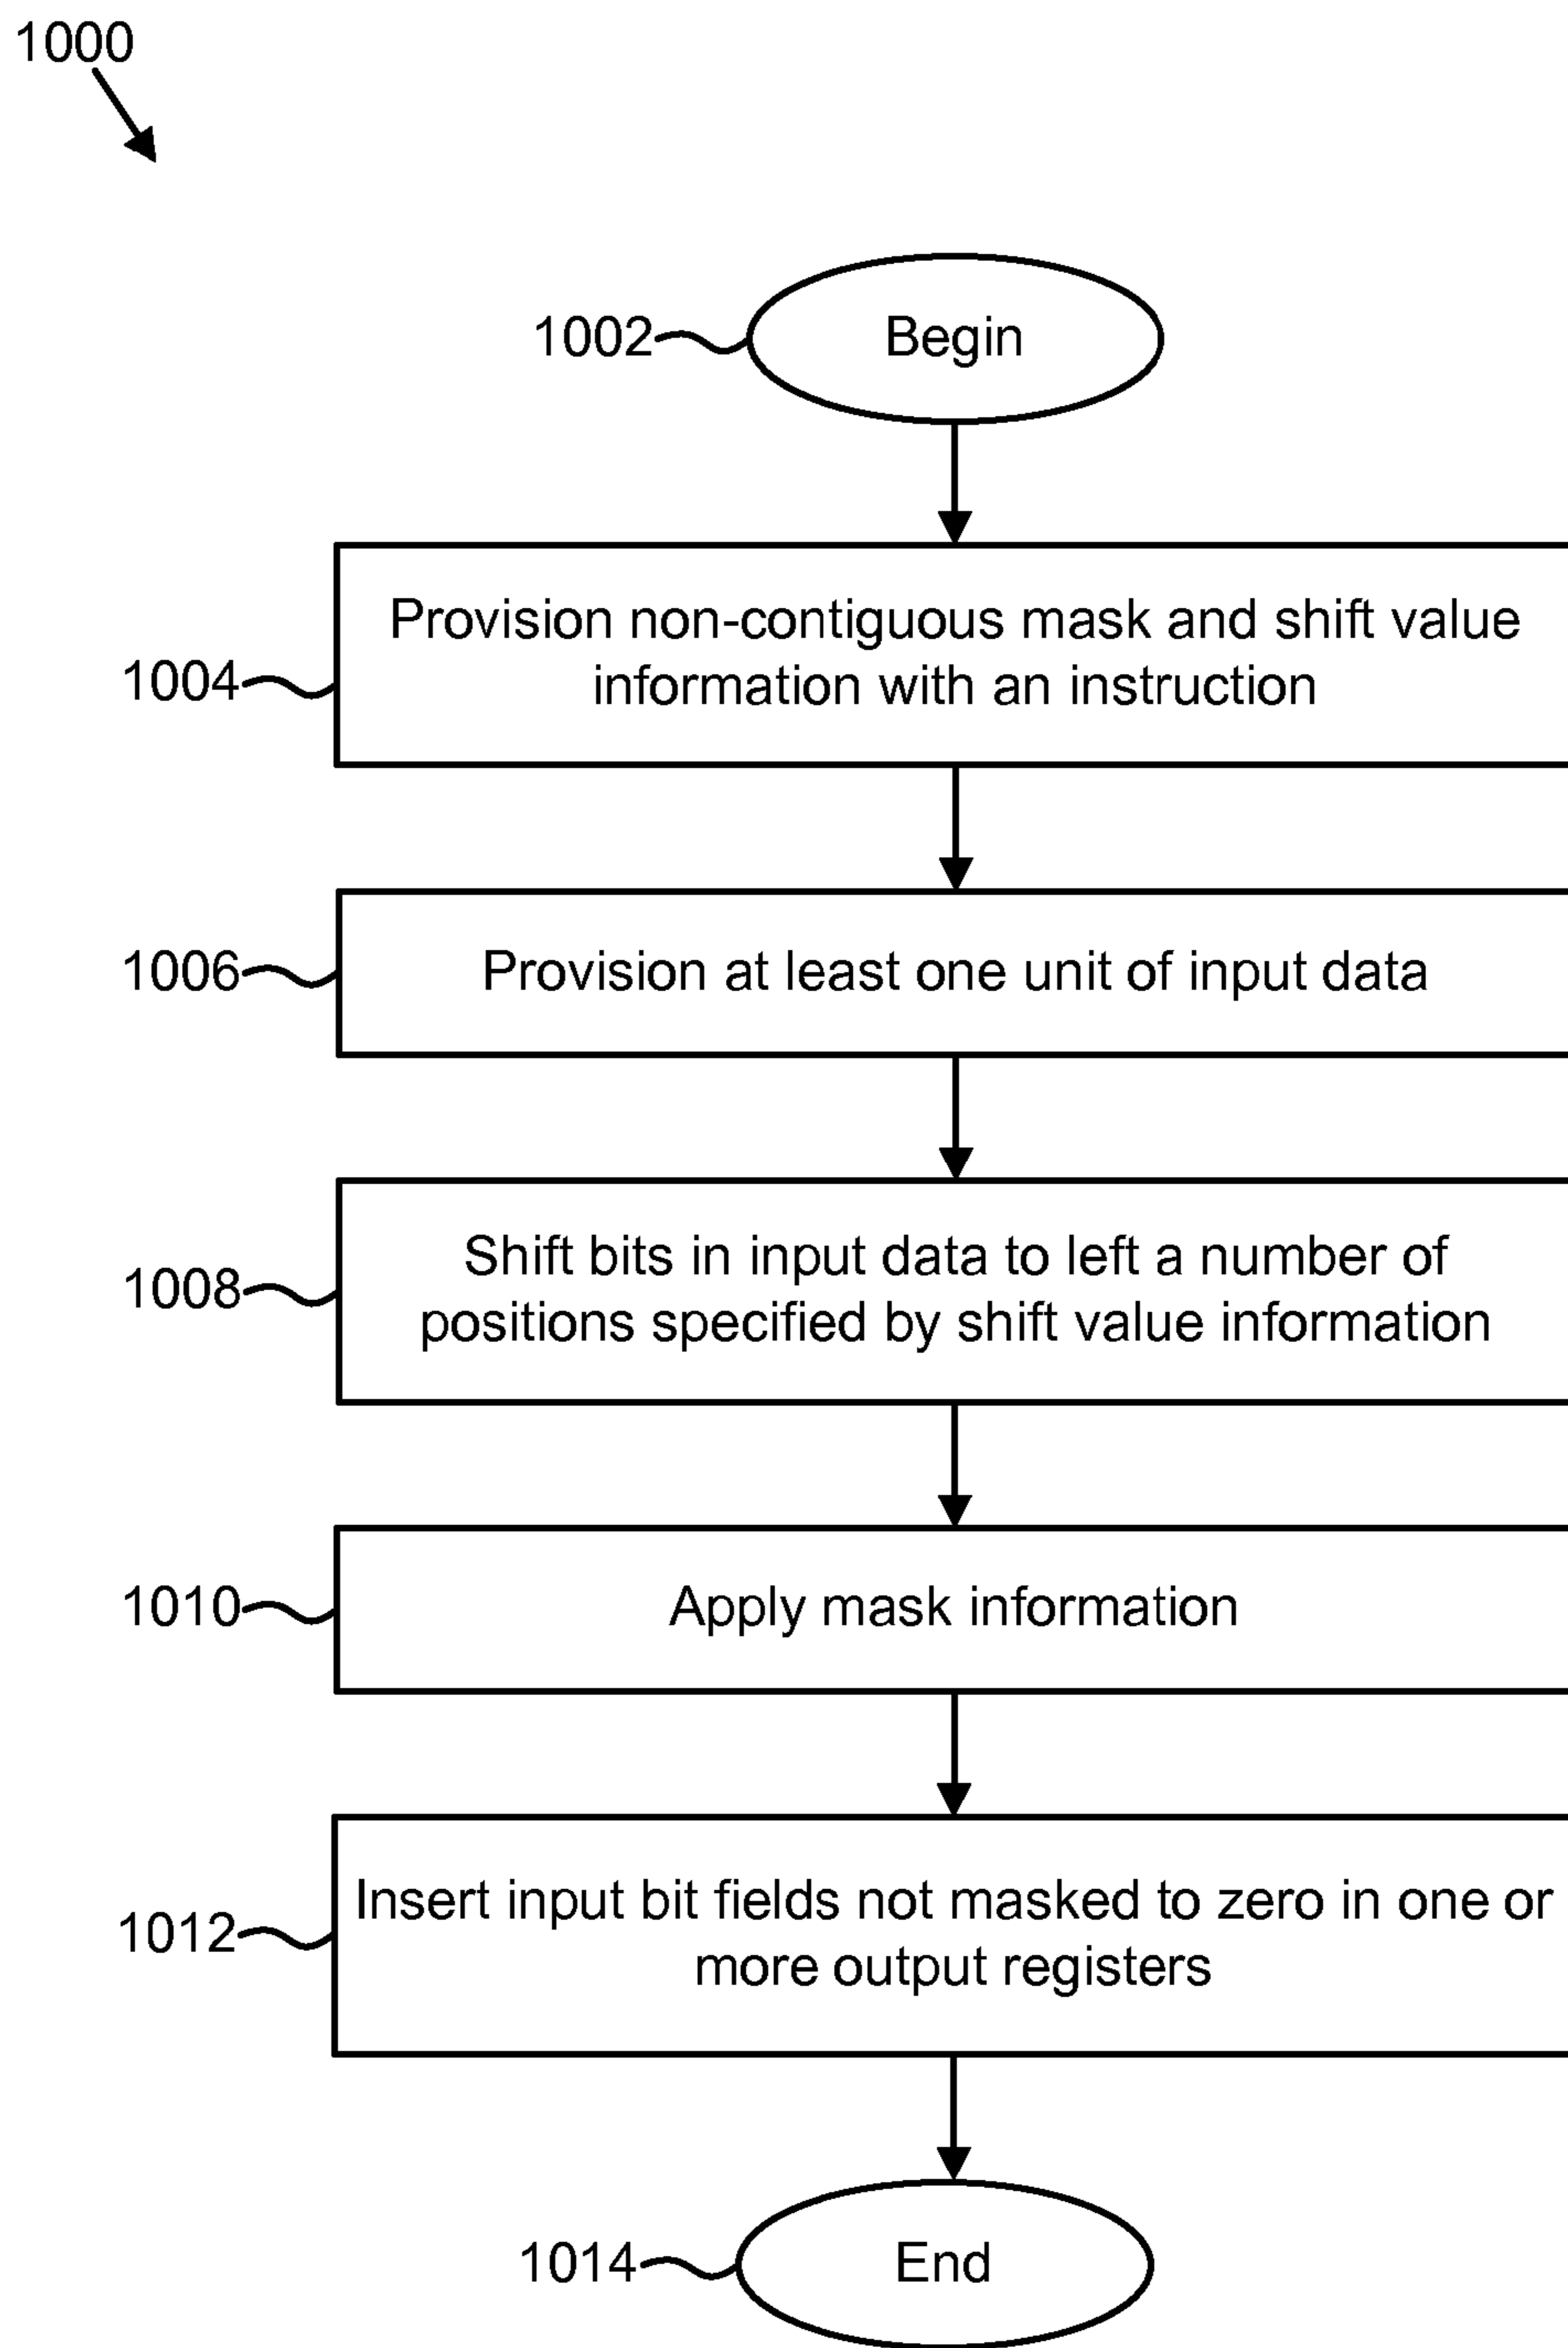 1000
1002
Begin
1004
Provision non-contiguous mask and shift value
information with an instruction
1006
Provision at least one unit of input data
1008
Shift bits in input data to left a number of
positions specified by shift value information
1010
Apply mask information
1012
Insert input bit fields not masked to zero in one or
more output registers
1014
End